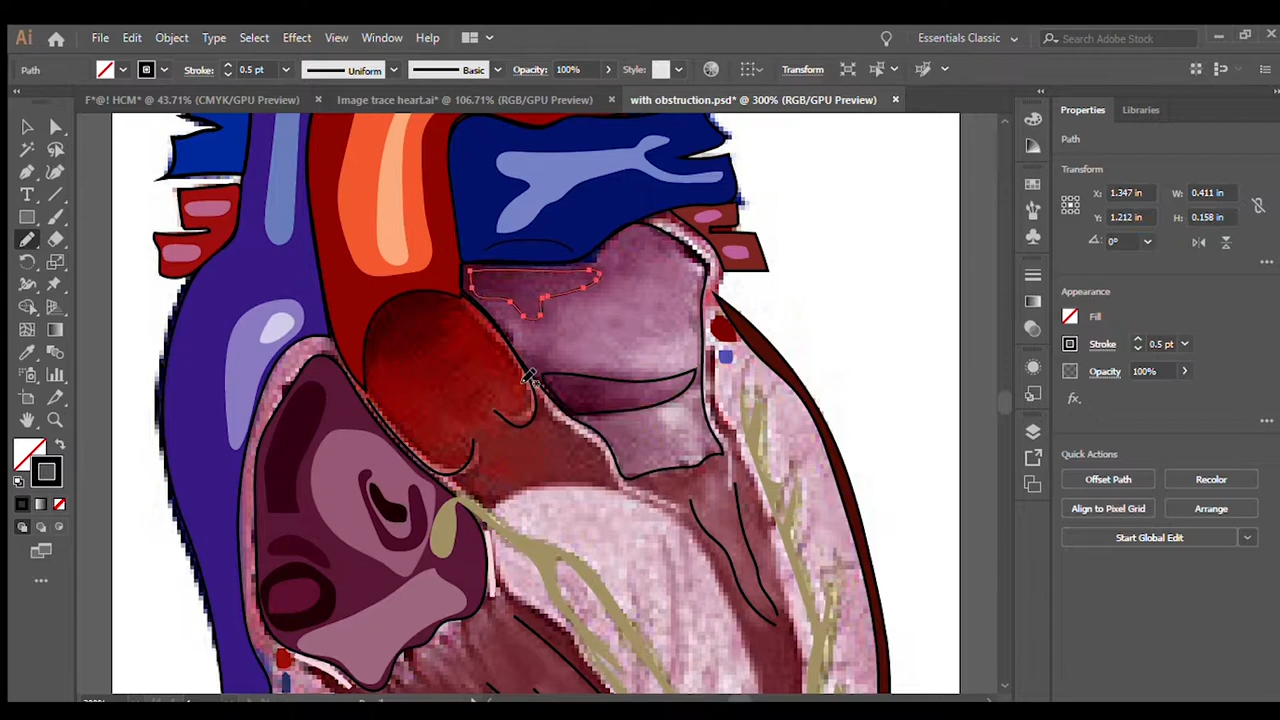 Ai File Edit Object Type Select Effect View Window Help Essentials Classic Search Adobe Stock
Path Stroke: 0.5 pt Uniform Basic Opacity: 100% Style: Transform
F*@! HCM* @ 43.71% (CMYK/GPU Preview) × Image trace heart.ai* @ 106.71% (RGB/GPU Preview) × with obstruction.psd* @ 300% (RGB/GPU Preview) ×
Properties Libraries
Path
Transform
X: 1.347 in W: 0.411 in
Y: 1.212 in H: 0.158 in
0°
Appearance
Fill
Stroke 0.5 pt
Opacity 100%
fx.
Quick Actions
Offset Path Recolor
Align to Pixel Grid Arrange
Start Global Edit